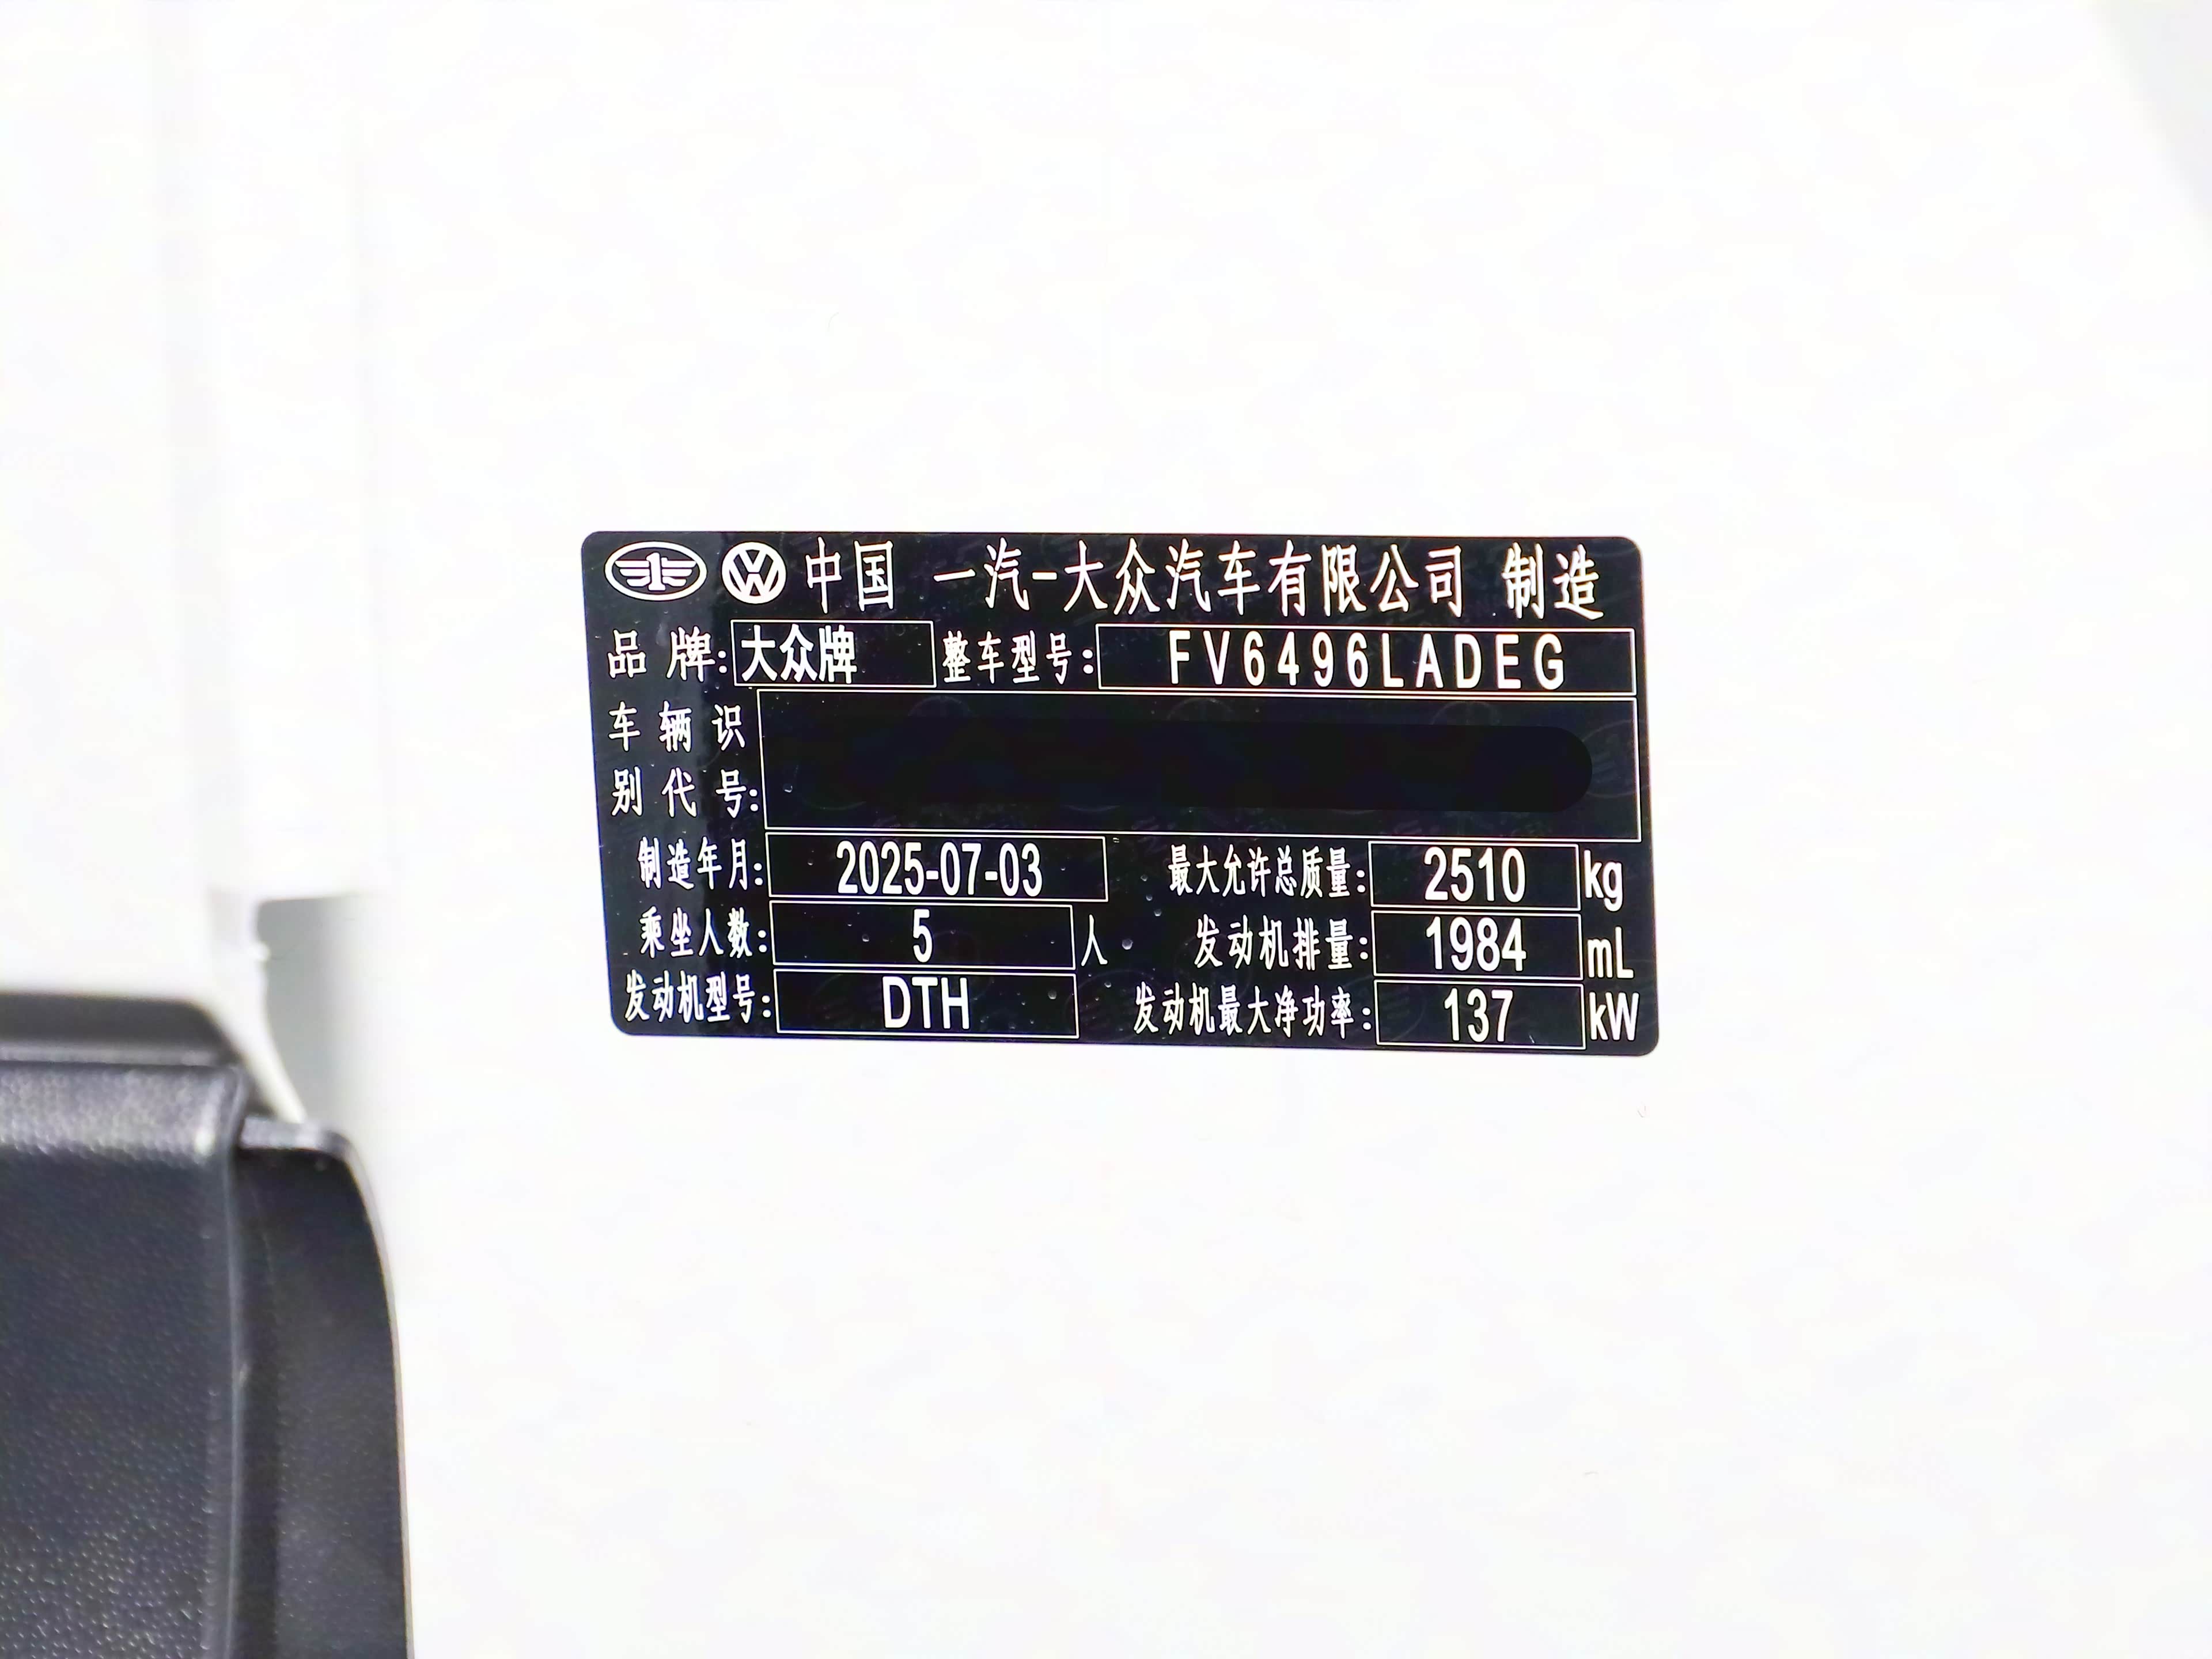 中国 一汽-大众汽车有限公司 制造
品牌: 大众牌 整车型号: FV6496LADEG
车辆识
别代号:
制造年月: 2025-07-03 最大允许总质量: 2510 kg
乘坐人数: 5 人 发动机排量: 1984 mL
发动机型号: DTH 发动机最大净功率: 137 kW